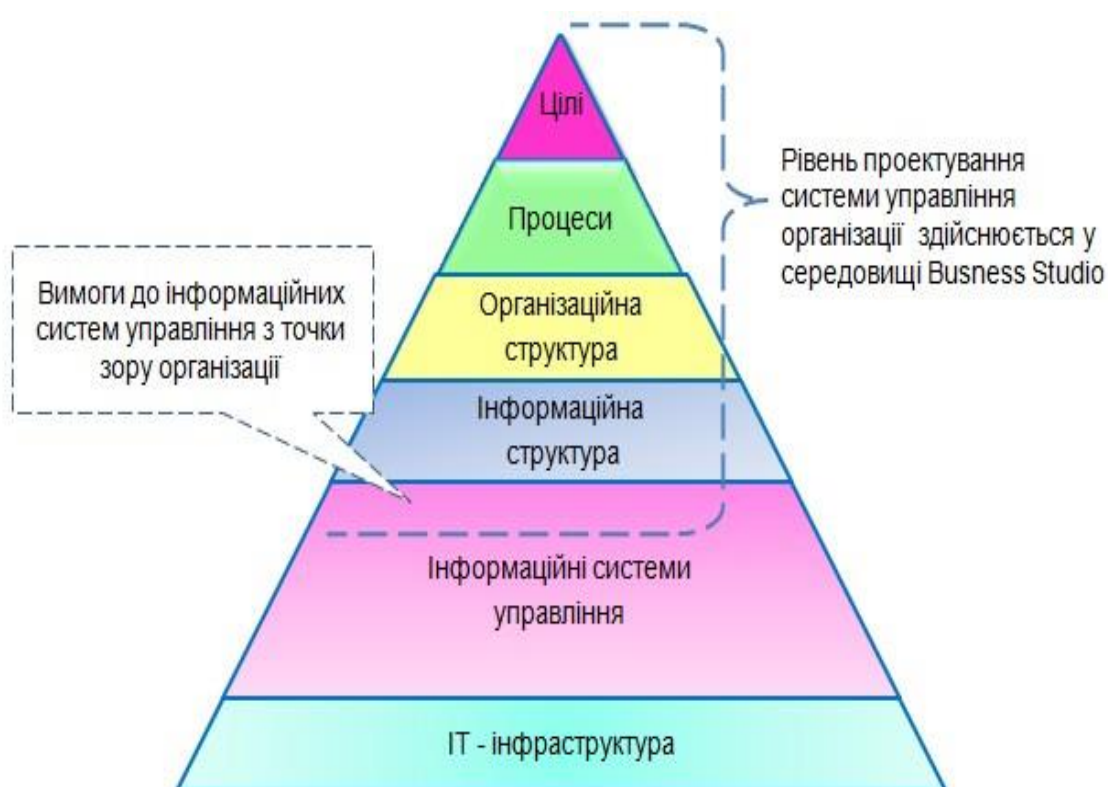 Цілі
Процеси
Організаційна
структура
Інформаційна
структура
Інформаційні системи
управління
ІТ - інфраструктура
Вимоги до інформаційних
систем управління з точки
зору організації
Рівень проектування
системи управління
організації здійснюється у
середовищі Busness Studio